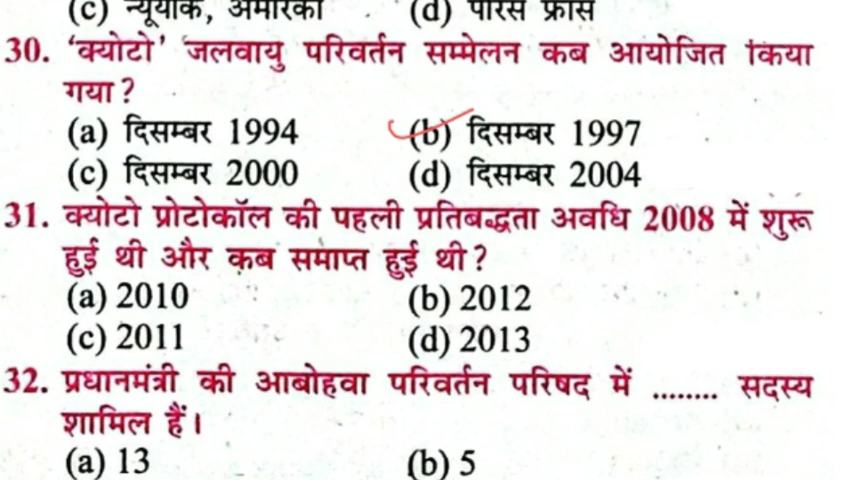 (c) न्यूयॉर्क, अमेरिका (d) पेरिस फ्रांस
30. 'क्योटो' जलवायु परिवर्तन सम्मेलन कब आयोजित किया
गया?
(a) दिसम्बर 1994 (b) दिसम्बर 1997
(c) दिसम्बर 2000 (d) दिसम्बर 2004
31. क्योटो प्रोटोकॉल की पहली प्रतिबद्धता अवधि 2008 में शुरू
हुई थी और कब समाप्त हुई थी?
(a) 2010 (b) 2012
(c) 2011 (d) 2013
32. प्रधानमंत्री की आबोहवा परिवर्तन परिषद में ........ सदस्य
शामिल हैं।
(a) 13 (b) 5